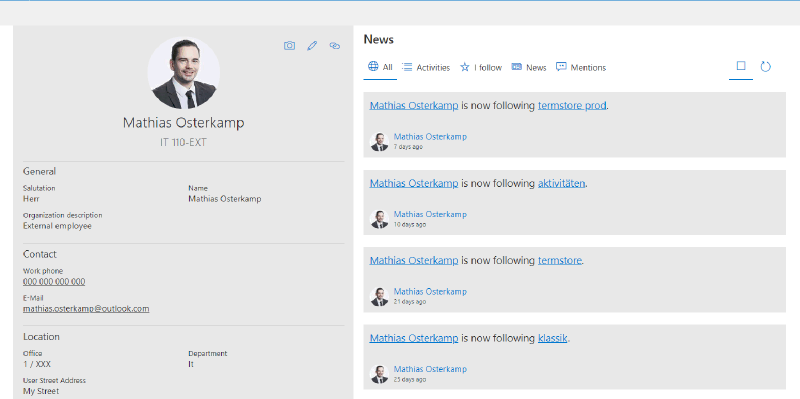 Mathias Osterkamp
IT 110-EXT
General
Salutation Name
Herr Mathias Osterkamp
Organization description
External employee
Contact
Work phone
000 000 000 000
E-Mail
mathias.osterkamp@outlook.com
Location
Office Department
1 / XXX It
User Street Address
My Street
News
All Activities I follow News Mentions
Mathias Osterkamp is now following termstore prod.
Mathias Osterkamp
7 days ago
Mathias Osterkamp is now following aktivitäten.
Mathias Osterkamp
10 days ago
Mathias Osterkamp is now following termstore.
Mathias Osterkamp
21 days ago
Mathias Osterkamp is now following klassik.
Mathias Osterkamp
25 days ago